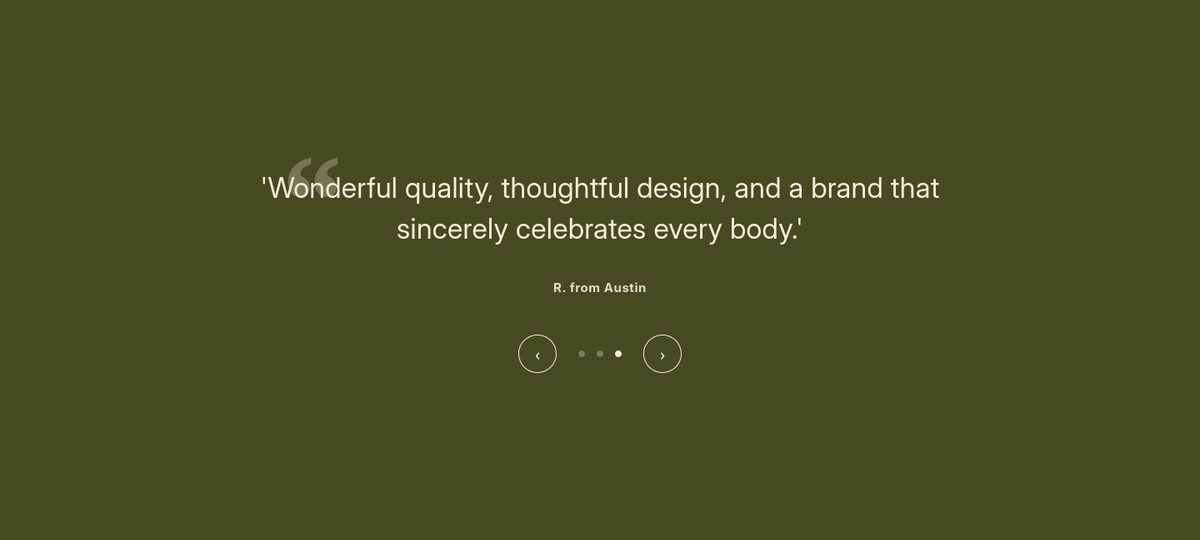 “
'Wonderful quality, thoughtful design, and a brand that
sincerely celebrates every body.'
R. from Austin
‹ ›